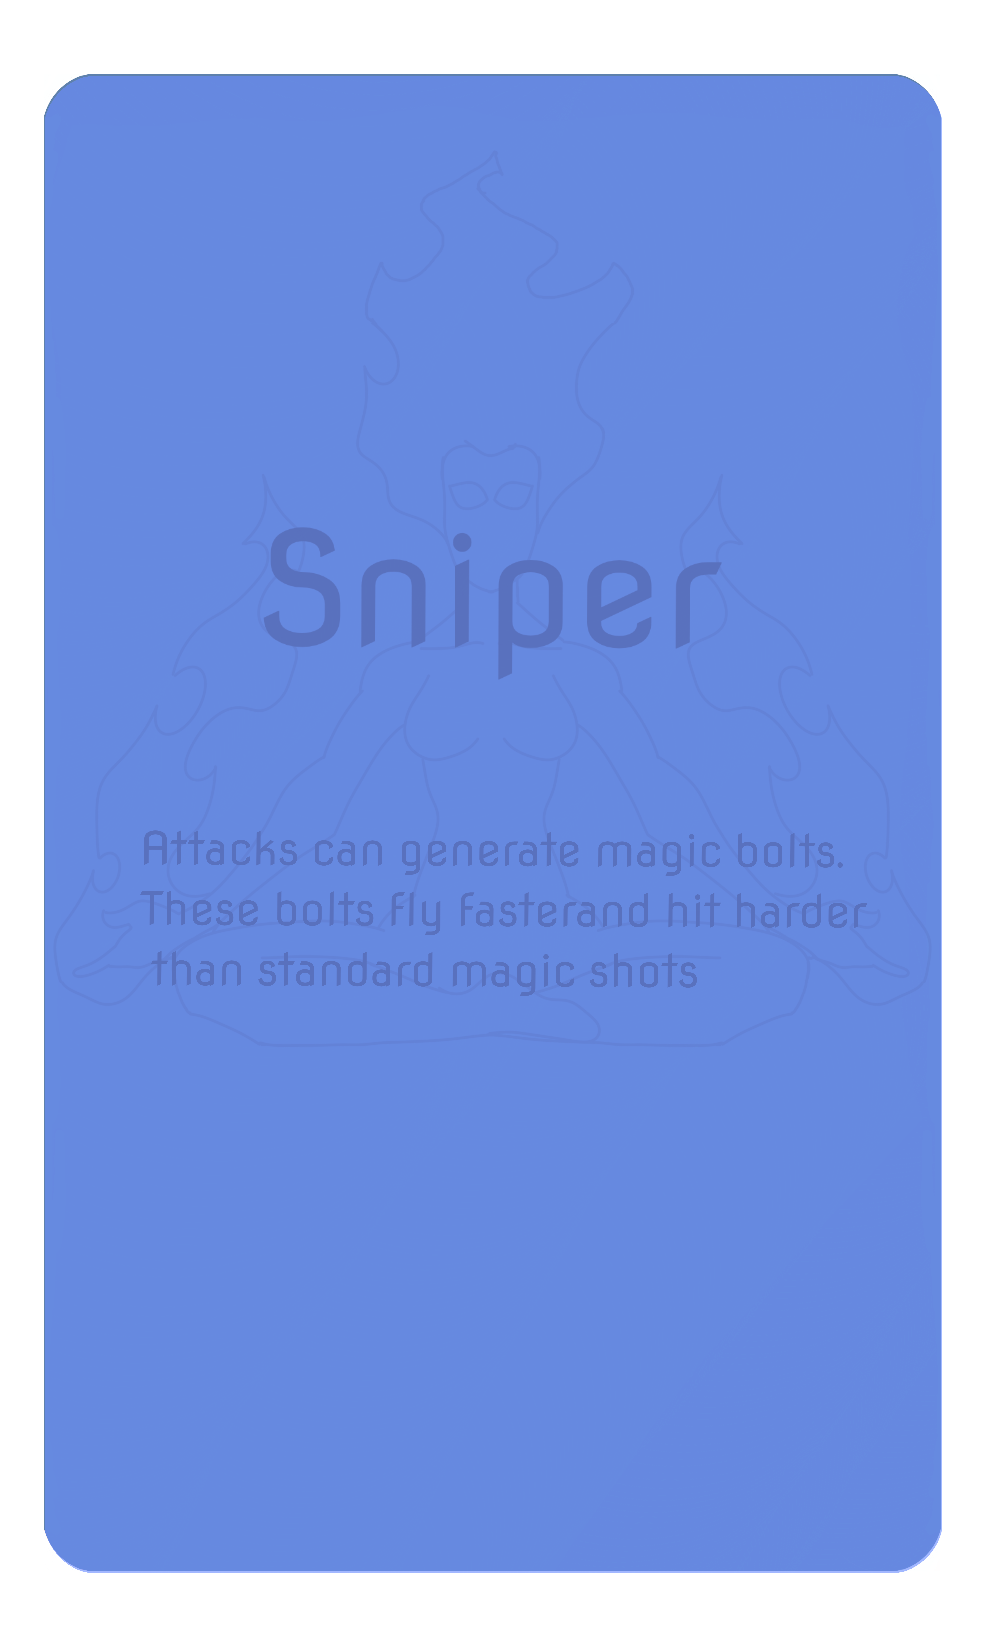 Sniper
Attacks can generate magic bolts.
These bolts fly fasterand hit harder
than standard magic shots